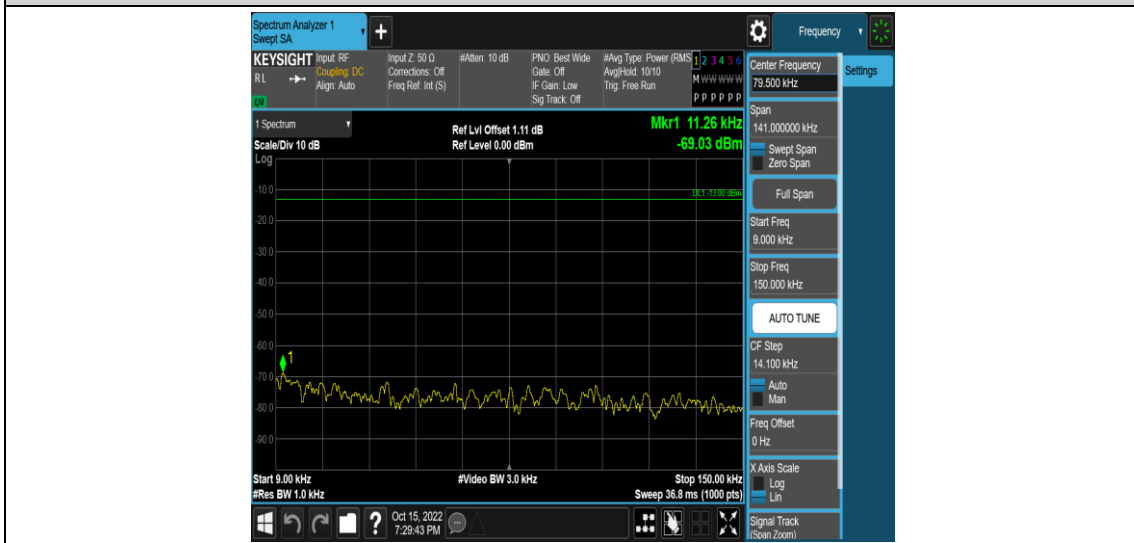 Spectrum Analyzer 1
Swept SA
+
Frequency
KEYSIGHT
RL
LXI
Input: RF
Coupling: DC
Align: Auto
Input Z: 50 Ω
Corrections: Off
Freq Ref: Int (S)
#Atten: 10 dB
PNO: Best Wide
Gate: Off
IF Gain: Low
Sig Track: Off
#Avg Type: Power (RMS
Avg|Hold: 10/10
Trig: Free Run
1 2 3 4 5 6
M W W W W W
P P P P P P
1 Spectrum
Scale/Div 10 dB
Log
Ref Lvl Offset 1.11 dB
Ref Level 0.00 dBm
Mkr1 11.26 kHz
-69.03 dBm
DL1 -13.00 dBm
-10.0
-20.0
-30.0
-40.0
-50.0
-60.0
-70.0
-80.0
-90.0
1
Start 9.00 kHz
#Res BW 1.0 kHz
#Video BW 3.0 kHz
Stop 150.00 kHz
Sweep 36.8 ms (1000 pts)
Center Frequency
79.500 kHz
Settings
Span
141.000000 kHz
Swept Span
Zero Span
Full Span
Start Freq
9.000 kHz
Stop Freq
150.000 kHz
AUTO TUNE
CF Step
14.100 kHz
Auto
Man
Freq Offset
0 Hz
X Axis Scale
Log
Lin
Signal Track
(Span Zoom)
?
Oct 15, 2022
7:29:43 PM